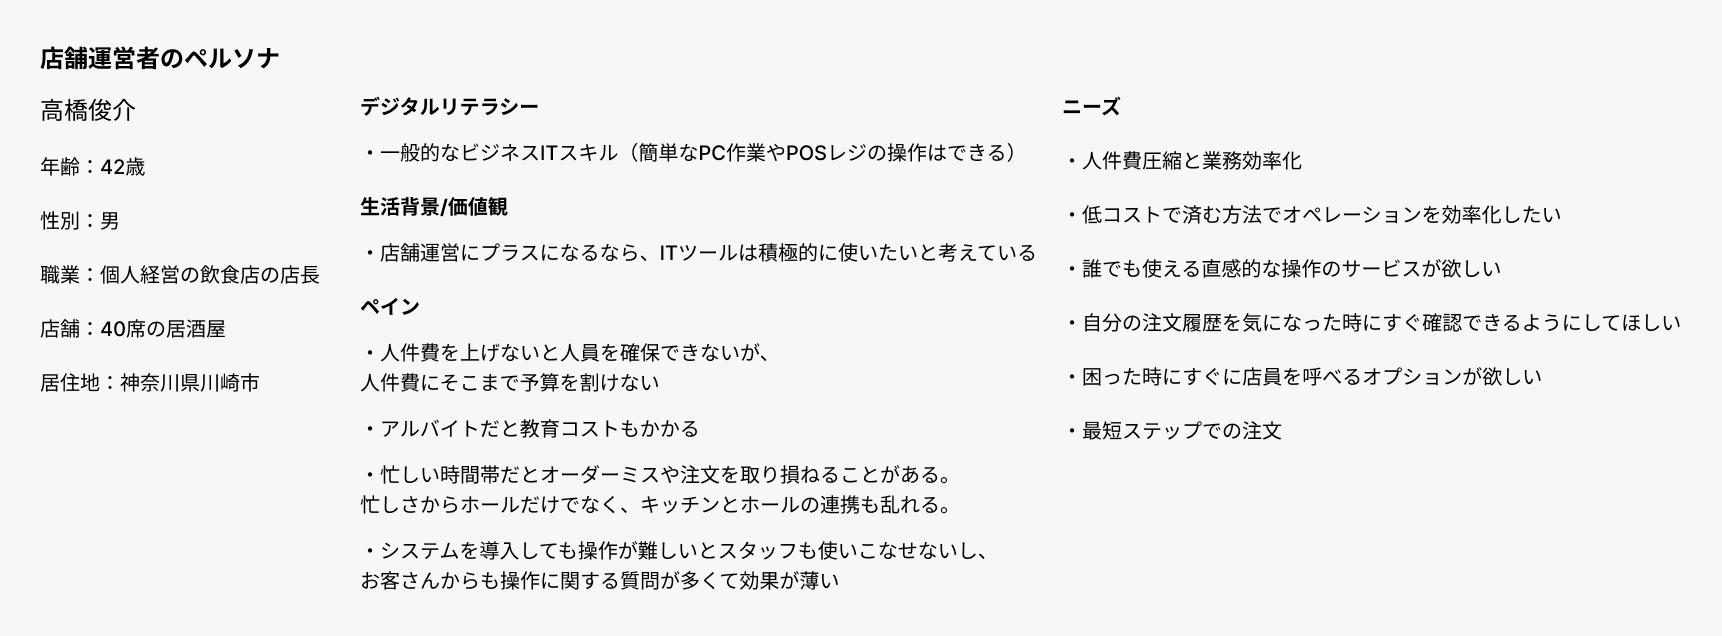 店舗運営者のペルソナ
高橋俊介
年齢：42歳
性別：男
職業：個人経営の飲食店の店長
店舗：40席の居酒屋
居住地：神奈川県川崎市
デジタルリテラシー
・一般的なビジネスITスキル（簡単なPC作業やPOSレジの操作はできる）
生活背景/価値観
・店舗運営にプラスになるなら、ITツールは積極的に使いたいと考えている
ペイン
・人件費を上げないと人員を確保できないが、
人件費にそこまで予算を割けない
・アルバイトだと教育コストもかかる
・忙しい時間帯だとオーダーミスや注文を取り損ねることがある。
忙しさからホールだけでなく、キッチンとホールの連携も乱れる。
・システムを導入しても操作が難しいとスタッフも使いこなせないし、
お客さんからも操作に関する質問が多くて効果が薄い
ニーズ
・人件費圧縮と業務効率化
・低コストで済む方法でオペレーションを効率化したい
・誰でも使える直感的な操作のサービスが欲しい
・自分の注文履歴を気になった時にすぐ確認できるようにしてほしい
・困った時にすぐに店員を呼べるオプションが欲しい
・最短ステップでの注文